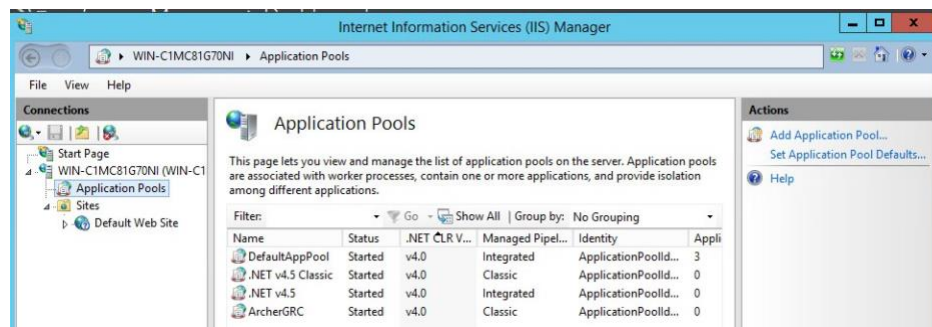 Internet Information Services (IIS) Manager
WIN-C1MC81G70NI Application Pools
File View Help
Connections
Start Page
WIN-C1MC81G70NI (WIN-C1
Application Pools
Sites
Default Web Site
Application Pools
This page lets you view and manage the list of application pools on the server. Application pools
are associated with worker processes, contain one or more applications, and provide isolation
among different applications.
Filter: Go Show All Group by: No Grouping
Name Status .NET CLR V... Managed Pipel... Identity Appli
DefaultAppPool Started v4.0 Integrated ApplicationPoolId... 3
.NET v4.5 Classic Started v4.0 Classic ApplicationPoolId... 0
.NET v4.5 Started v4.0 Integrated ApplicationPoolId... 0
ArcherGRC Started v4.0 Classic ApplicationPoolId... 0
Actions
Add Application Pool...
Set Application Pool Defaults...
Help